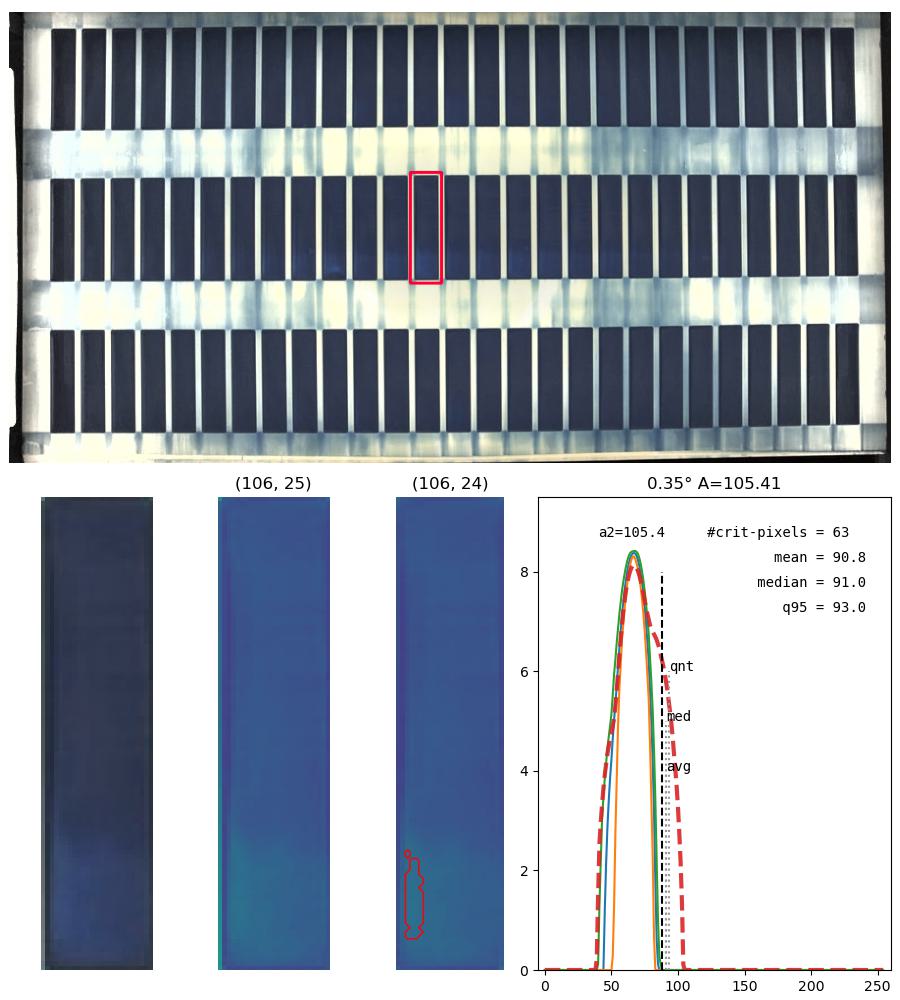 (106, 25)
(106, 24)
0.35° A=105.41
a2=105.4
#crit-pixels = 63
mean = 90.8
median = 91.0
q95 = 93.0
qnt
med
avg
8
6
4
2
0
0 50 100 150 200 250